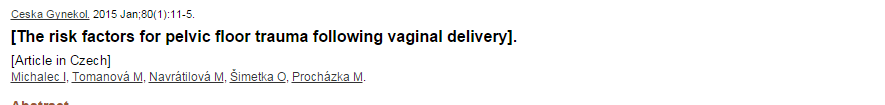 Ceska Gynekol. 2015 Jan;80(1):11-5.
[The risk factors for pelvic floor trauma following vaginal delivery].
[Article in Czech]
Michalec I, Tomanová M, Navrátilová M, Šimetka O, Procházka M.
Abstract